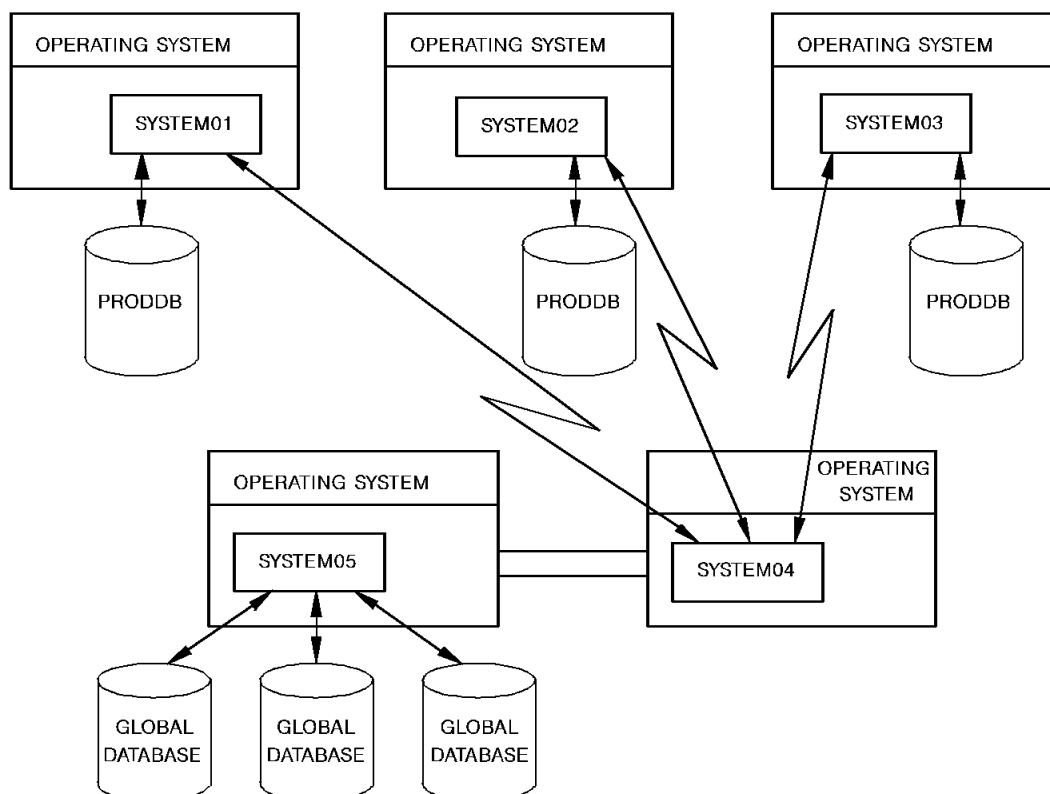 OPERATING SYSTEM
OPERATING SYSTEM
OPERATING SYSTEM
SYSTEM01
SYSTEM02
SYSTEM03
PRODDB
PRODDB
PRODDB
OPERATING SYSTEM
OPERATING
SYSTEM
SYSTEM05
SYSTEM04
GLOBAL
DATABASE
GLOBAL
DATABASE
GLOBAL
DATABASE